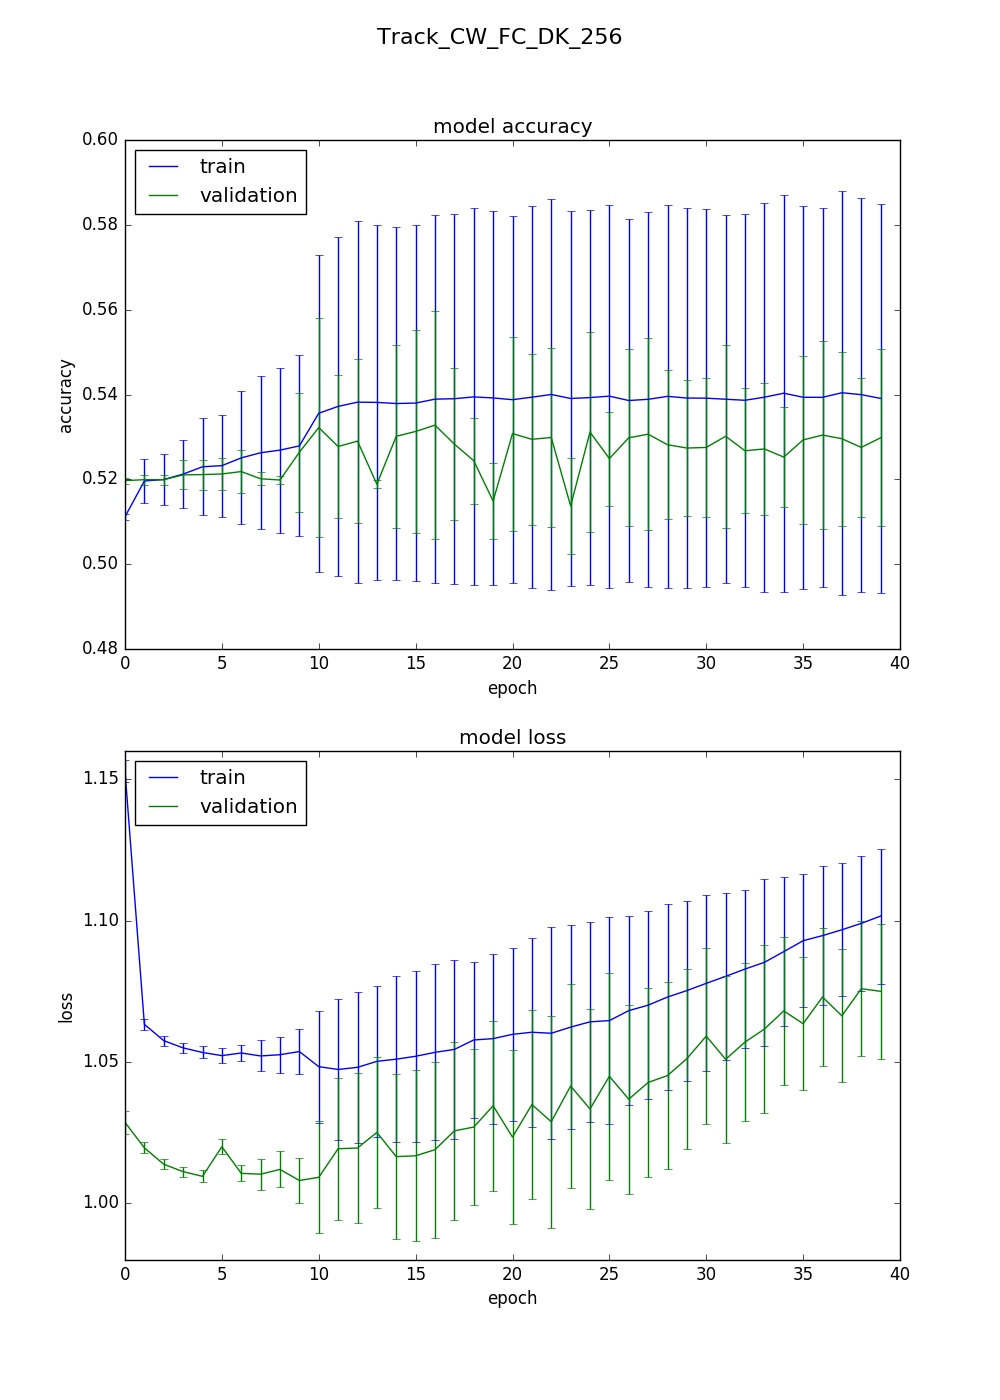 Track_CW_FC_DK_256
model accuracy
0.60
0.58
0.56
0.54
0.52
0.50
0.48
accuracy
train
validation
0 5 10 15 20 25 30 35 40
epoch
model loss
1.15
1.10
1.05
1.00
loss
train
validation
0 5 10 15 20 25 30 35 40
epoch